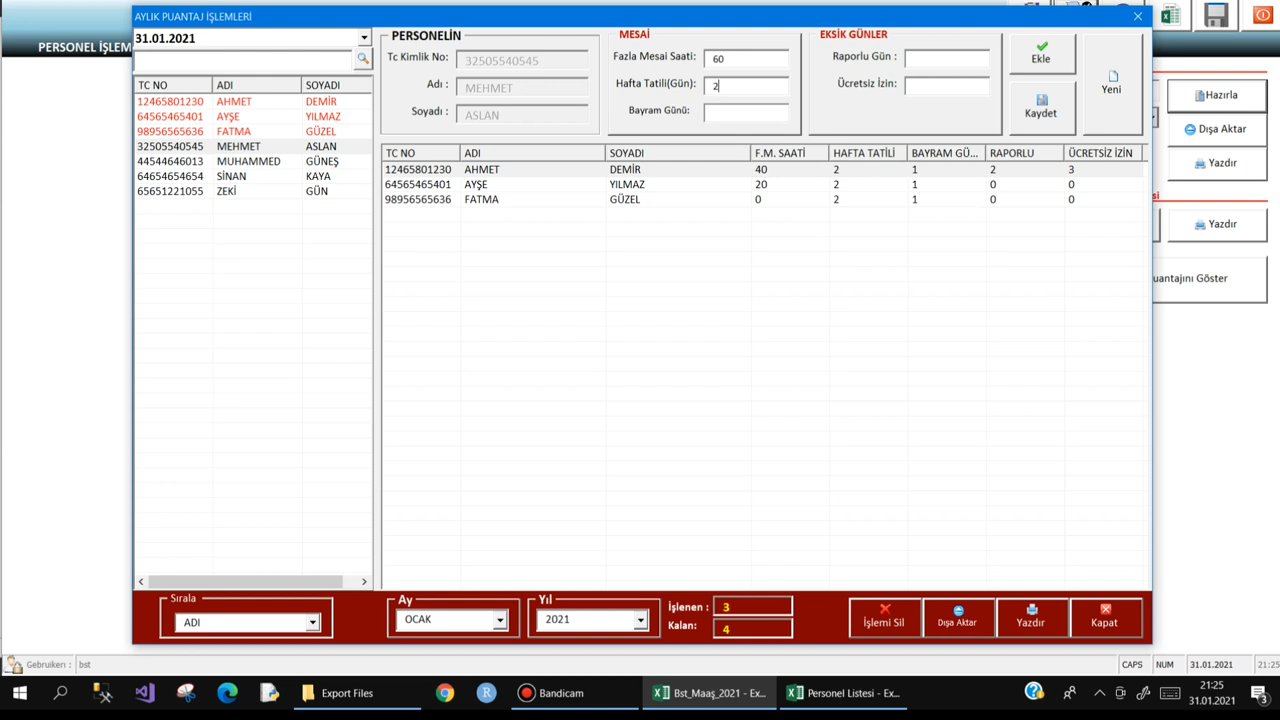 AYLIK PUANTAJ İŞLEMLERİ
PERSONEL İŞLEM
31.01.2021
TC NO ADI SOYADI
12465801230 AHMET DEMİR
64565465401 AYŞE YILMAZ
98956565636 FATMA GÜZEL
32505540545 MEHMET ASLAN
44544646013 MUHAMMED GÜNEŞ
64654654654 SİNAN KAYA
65651221055 ZEKİ GÜN
PERSONELİN
Tc Kimlik No: 32505540545
Adı : MEHMET
Soyadı : ASLAN
MESAİ
Fazla Mesai Saati: 60
Hafta Tatili(Gün): 2
Bayram Günü:
EKSİK GÜNLER
Raporlu Gün :
Ücretsiz İzin:
Ekle
Kaydet
Yeni
TC NO ADI SOYADI F.M. SAATİ HAFTA TATİLİ BAYRAM GÜ... RAPORLU ÜCRETSİZ İZİN
12465801230 AHMET DEMİR 40 2 1 2 3
64565465401 AYŞE YILMAZ 20 2 1 0 0
98956565636 FATMA GÜZEL 0 2 1 0 0
Hazırla
Dışa Aktar
Yazdır
si
Yazdır
uantajını Göster
Sırala
ADI
Ay
OCAK
Yıl
2021
İşlenen : 3
Kalan: 4
İşlemi Sil
Dışa Aktar
Yazdır
Kapat
Gebruikerı : bst
CAPS NUM 31.01.2021 21:25
Export Files
Bandicam
Bst_Maaş_2021 - Ex...
Personel Listesi - Ex...
21:25
31.01.2021
3